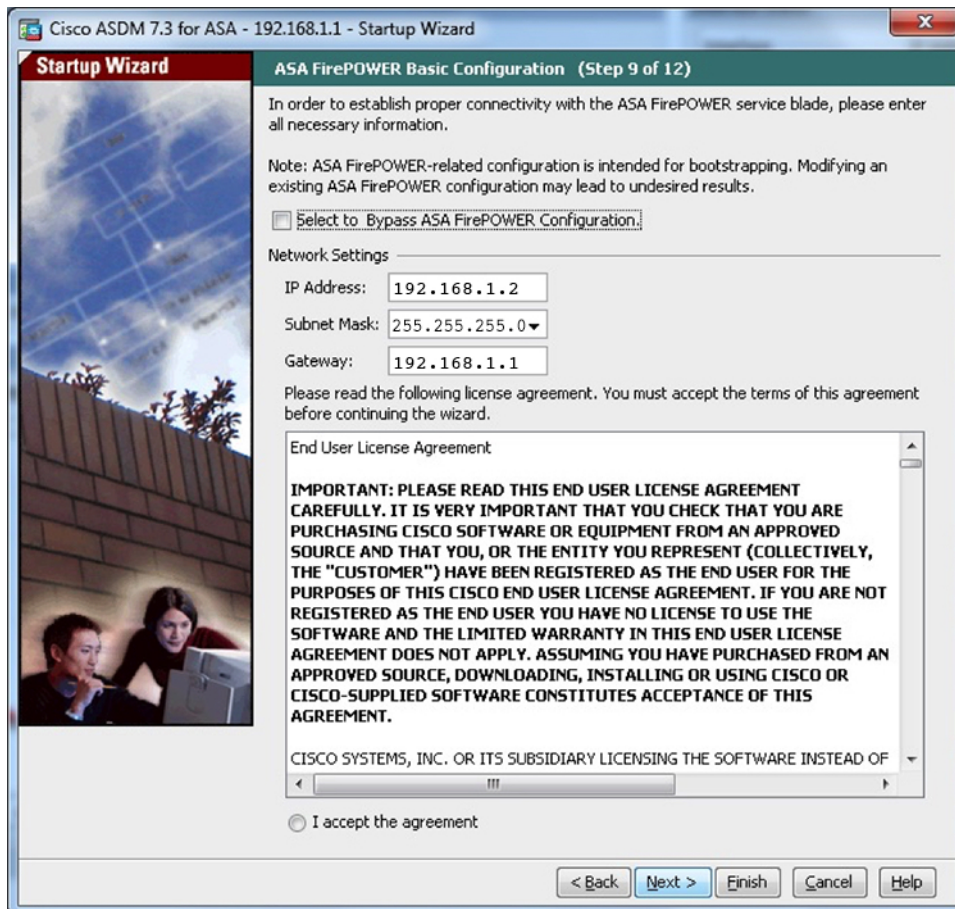 Cisco ASDM 7.3 for ASA - 192.168.1.1 - Startup Wizard
Startup Wizard
ASA FirePOWER Basic Configuration (Step 9 of 12)
In order to establish proper connectivity with the ASA FirePOWER service blade, please enter
all necessary information.
Note: ASA FirePOWER-related configuration is intended for bootstrapping. Modifying an
existing ASA FirePOWER configuration may lead to undesired results.
Select to Bypass ASA FirePOWER Configuration.
Network Settings
IP Address: 192.168.1.2
Subnet Mask: 255.255.255.0
Gateway: 192.168.1.1
Please read the following license agreement. You must accept the terms of this agreement
before continuing the wizard.
End User License Agreement
IMPORTANT: PLEASE READ THIS END USER LICENSE AGREEMENT
CAREFULLY. IT IS VERY IMPORTANT THAT YOU CHECK THAT YOU ARE
PURCHASING CISCO SOFTWARE OR EQUIPMENT FROM AN APPROVED
SOURCE AND THAT YOU, OR THE ENTITY YOU REPRESENT (COLLECTIVELY,
THE "CUSTOMER") HAVE BEEN REGISTERED AS THE END USER FOR THE
PURPOSES OF THIS CISCO END USER LICENSE AGREEMENT. IF YOU ARE NOT
REGISTERED AS THE END USER YOU HAVE NO LICENSE TO USE THE
SOFTWARE AND THE LIMITED WARRANTY IN THIS END USER LICENSE
AGREEMENT DOES NOT APPLY. ASSUMING YOU HAVE PURCHASED FROM AN
APPROVED SOURCE, DOWNLOADING, INSTALLING OR USING CISCO OR
CISCO-SUPPLIED SOFTWARE CONSTITUTES ACCEPTANCE OF THIS
AGREEMENT.
CISCO SYSTEMS, INC. OR ITS SUBSIDIARY LICENSING THE SOFTWARE INSTEAD OF
I accept the agreement
< Back Next > Finish Cancel Help